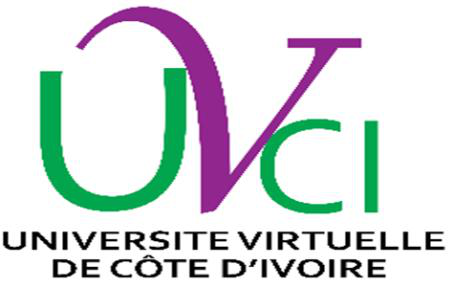 UVCI
UNIVERSITE VIRTUELLE
DE CÔTE D'IVOIRE